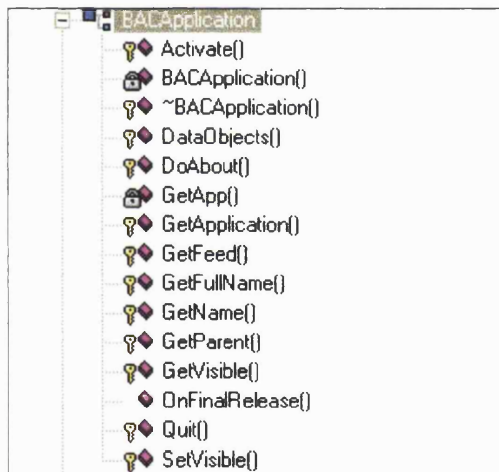 BACApplication
Activate()
BACApplication()
~BACApplication()
DataObjects()
DoAbout()
GetApp()
GetApplication()
GetFeed()
GetFullName()
GetName()
GetParent()
GetVisible()
OnFinalRelease()
Quit()
SetVisible()